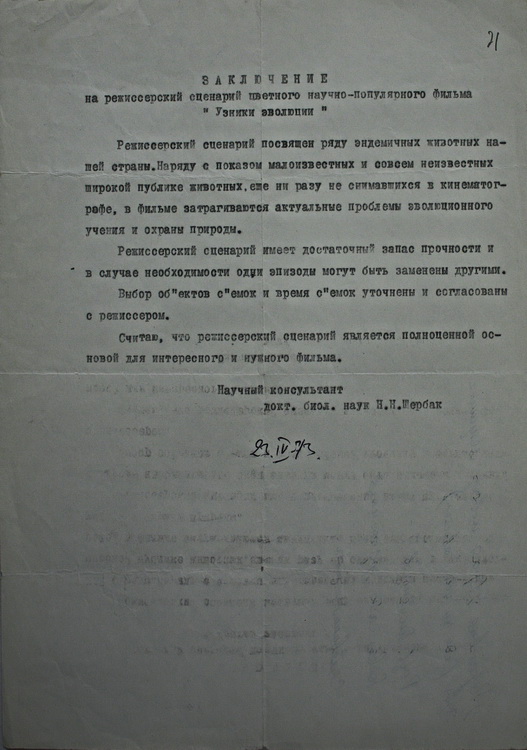 21
ЗАКЛЮЧЕНИЕ
на режиссерский сценарий цветного научно-популярного фильма
" Узники эволюции "
Режиссерский сценарий посвящен ряду эндемичных животных на-
шей страны.Наряду с показом малоизвестных и совсем неизвестных
широкой публике животных,еще ни разу не снимавшихся в кинематог-
рафе, в фильме затрагиваются актуальные проблемы эволюционного
учения и охраны природы.
Режиссерский сценарий имеет достаточный запас прочности и
в случае необходимости одни эпизоды могут быть заменены другими.
Выбор об"ектов с"емок и время с"емок уточнены и согласованы
с режиссером.
Считаю, что режиссерский сценарий является полноценной ос-
новой для интересного и нужного фильма.
Научный консультант
докт. биол. наук Н.Н.Щербак
23.IV.73.